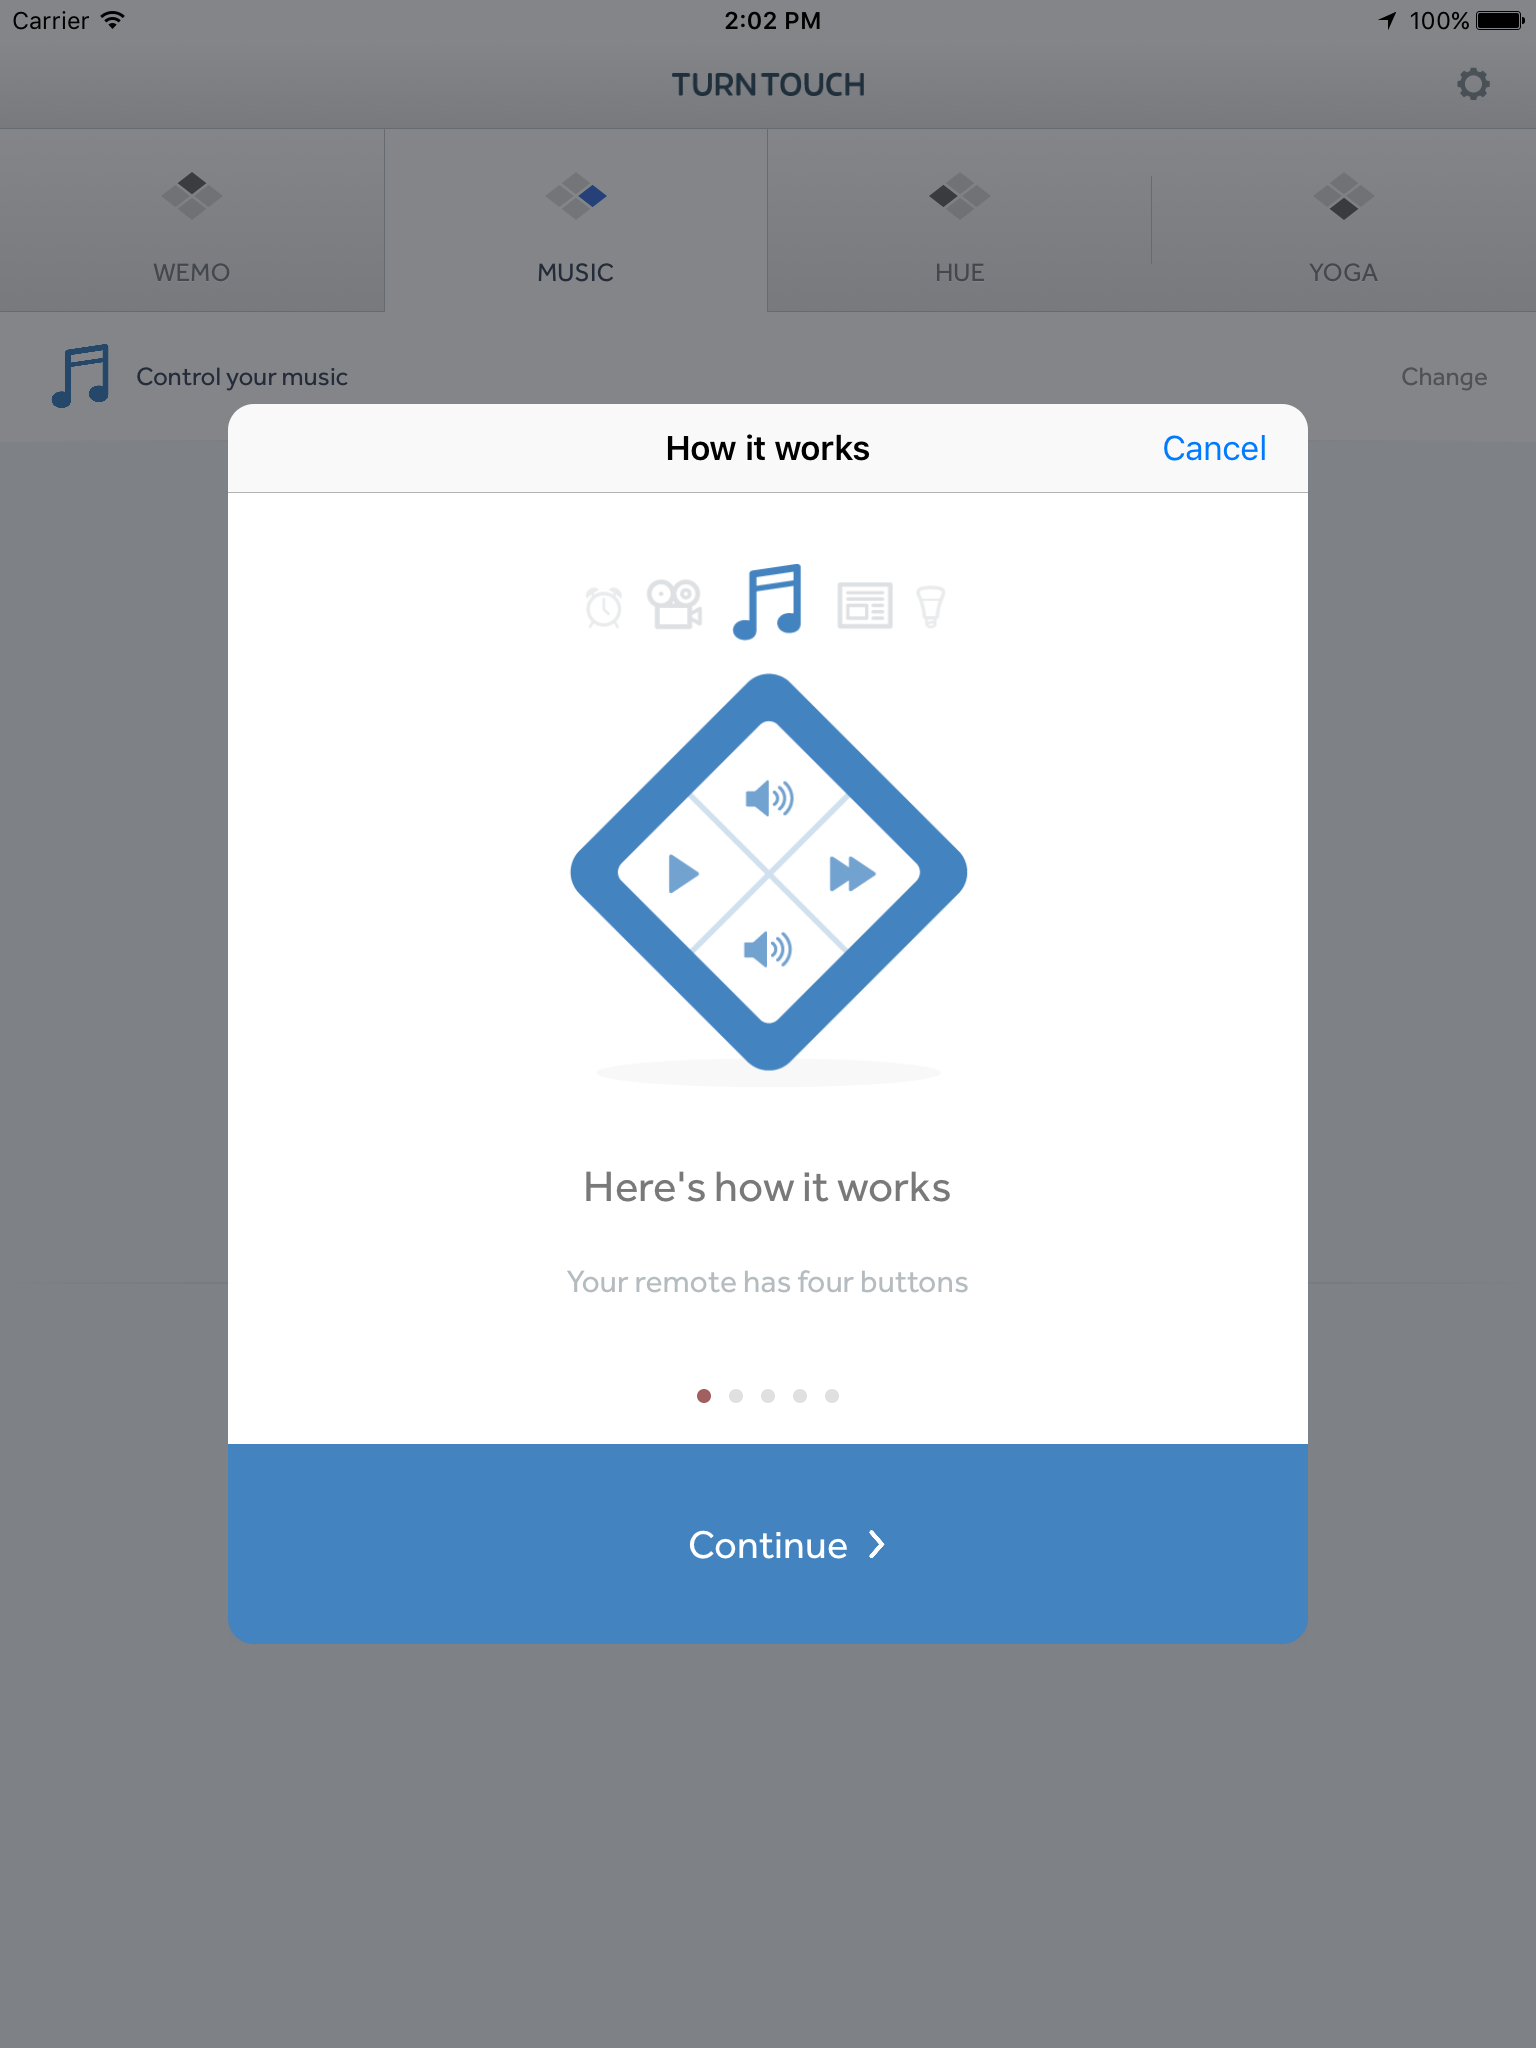 Carrier 2:02 PM 100%
TURN TOUCH
WEMO MUSIC HUE YOGA
Control your music Change
How it works Cancel
Here's how it works
Your remote has four buttons
Continue